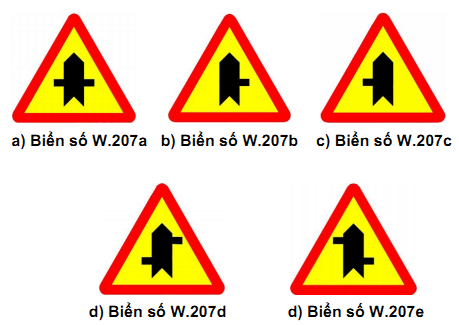 a) Biển số W.207a
b) Biển số W.207b
c) Biển số W.207c
d) Biển số W.207d
d) Biển số W.207e